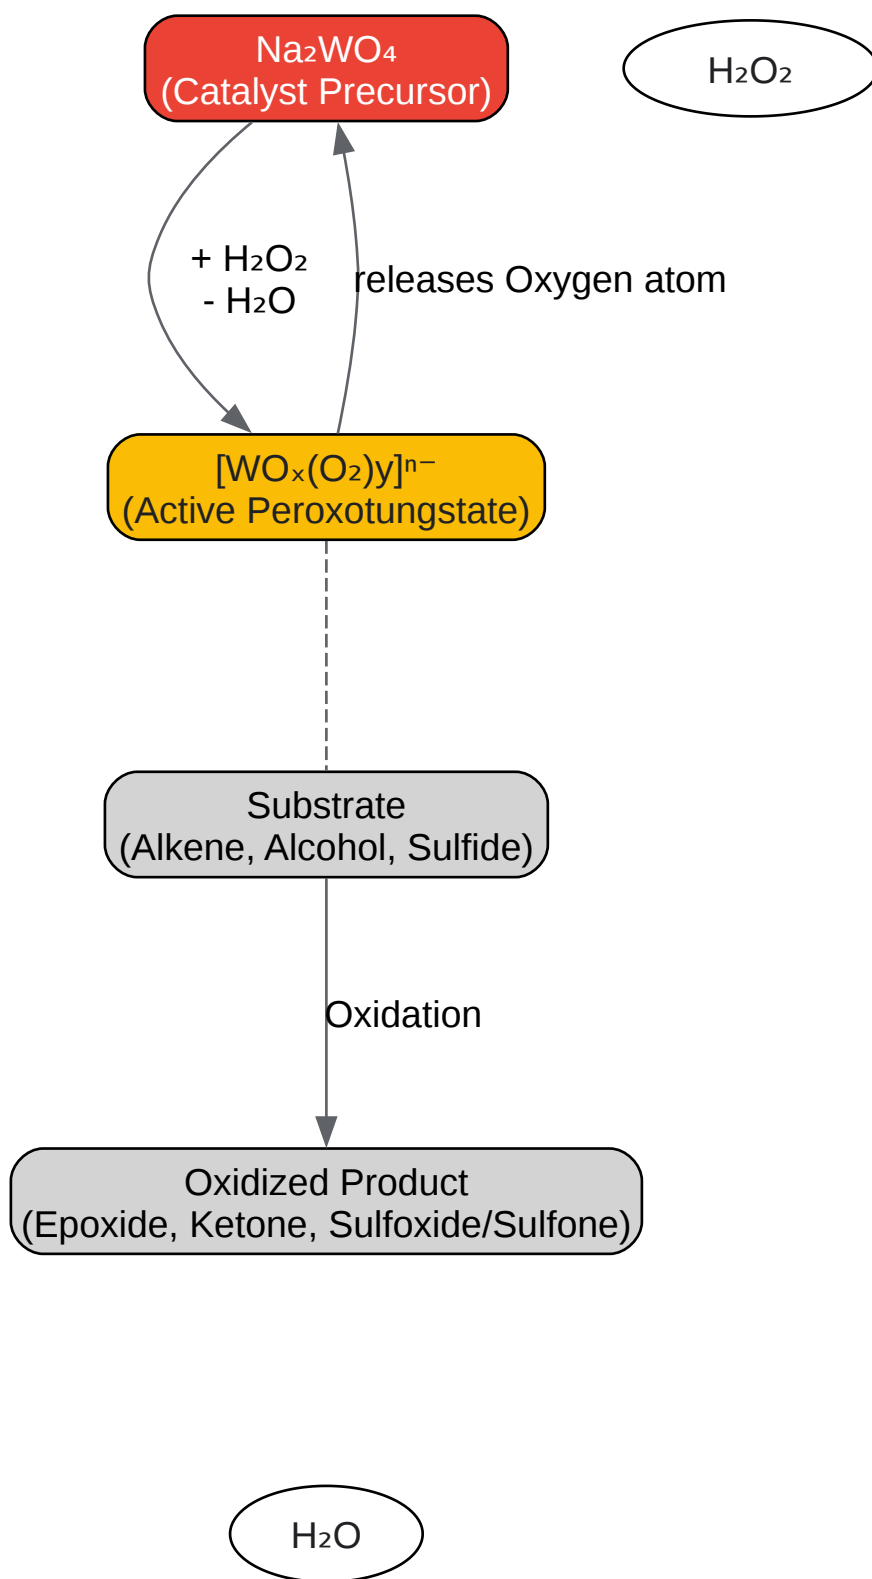 Na₂WO₄
(Catalyst Precursor)
H₂O₂
+ H₂O₂
- H₂O
releases Oxygen atom
[WOₓ(O₂)y]ⁿ⁻
(Active Peroxotungstate)
Substrate
(Alkene, Alcohol, Sulfide)
Oxidation
Oxidized Product
(Epoxide, Ketone, Sulfoxide/Sulfone)
H₂O